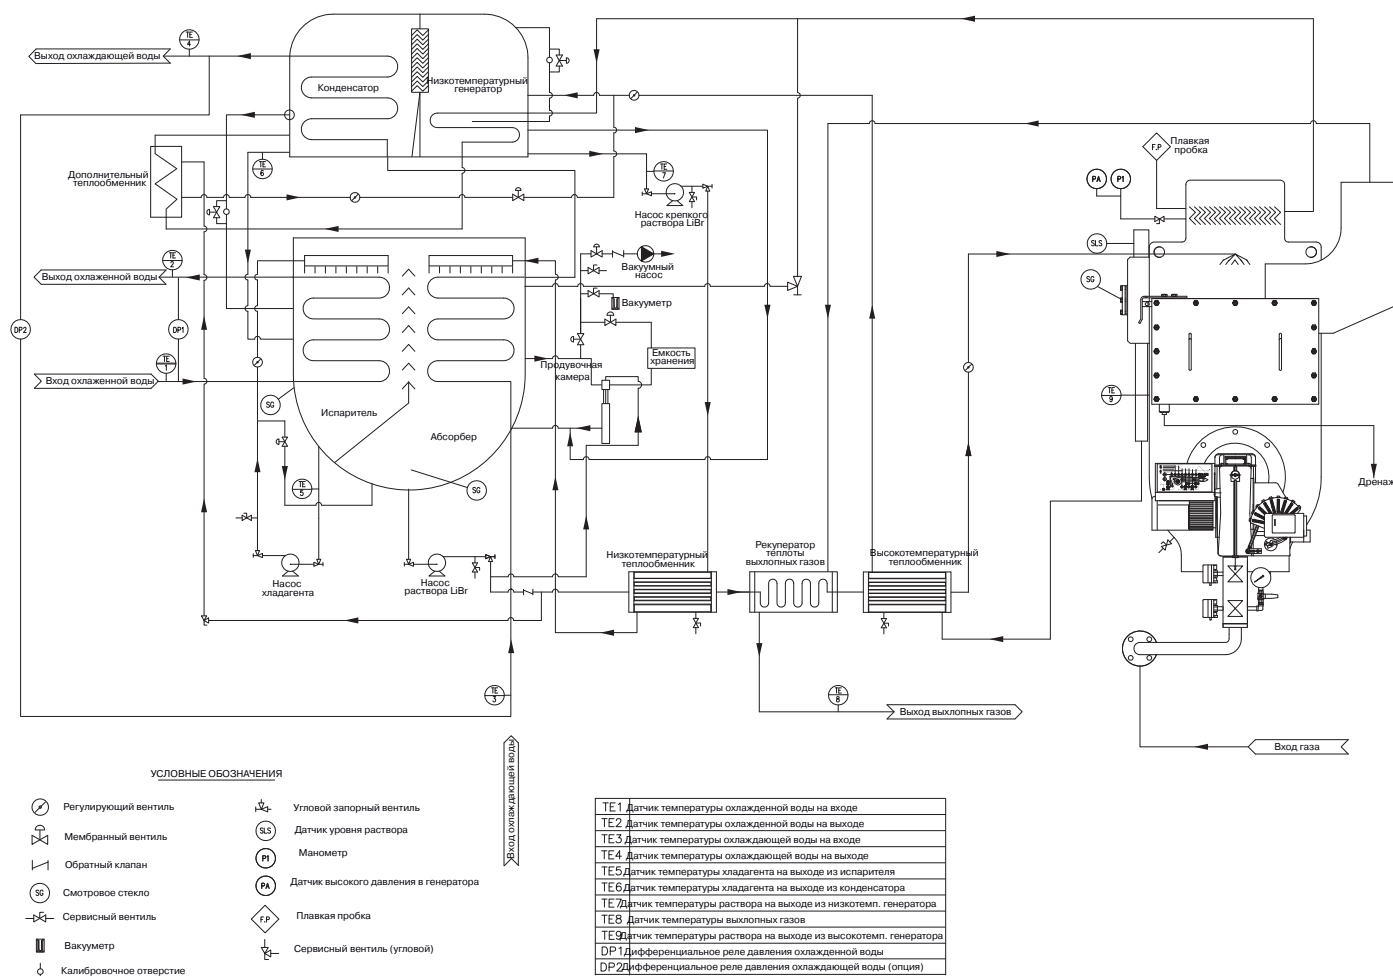 TE
4
Выход охлаждающей воды
Конденсатор
Низкотемпературный
генератор
Дополнительный
теплообменник
TE
6
TE
7
Насос крепкого
раствора LiBr
Плавкая
пробка
F.P
PA
P1
SLS
SG
TE
2
Выход охлаженной воды
Вакуумный
насос
Вакууметр
DP2
DP1
TE
1
Вход охлаженной воды
Емкость
хранения
Продувочная
камера
SG
Испаритель
Абсорбер
TE
9
TE
5
SG
Дренаж
Насос
хладагента
Насос
раствора LiBr
Низкотемпературный
теплообменник
Рекуператор
теплоты
выхлопных газов
Высокотемпературный
теплообменник
TE
3
TE
8
Выход выхлопных газов
Вход газа
Вход охлаждающей воды
УСЛОВНЫЕ ОБОЗНАЧЕНИЯ
Регулирующий вентиль
Мембранный вентиль
Обратный клапан
SG Смотровое стекло
Сервисный вентиль
Вакууметр
Калибровочное отверстие
Угловой запорный вентиль
SLS Датчик уровня раствора
P1 Манометр
PA Датчик высокого давления в генератора
F.P Плавкая пробка
Сервисный вентиль (угловой)
TE1 Датчик температуры охлажденной воды на входе
TE2 Датчик температуры охлажденной воды на выходе
TE3 Датчик температуры охлаждающей воды на входе
TE4 Датчик температуры охлаждающей воды на выходе
TE5 Датчик температуры хладагента на выходе из испарителя
TE6 Датчик температуры хладагента на выходе из конденсатора
TE7 Датчик температуры раствора на выходе из низкотемп. генератора
TE8 Датчик температуры выхлопных газов
TE9 Датчик температуры раствора на выходе из высокотемп. генератора
DP1 Дифференциальное реле давления охлажденной воды
DP2 Дифференциальное реле давления охлаждающей воды (опция)